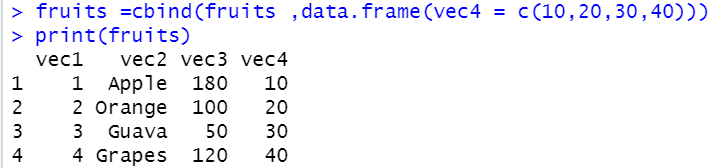 > fruits =cbind(fruits ,data.frame(vec4 = c(10,20,30,40)))
> print(fruits)
  vec1   vec2 vec3 vec4
1    1  Apple  180   10
2    2 Orange  100   20
3    3  Guava   50   30
4    4 Grapes  120   40